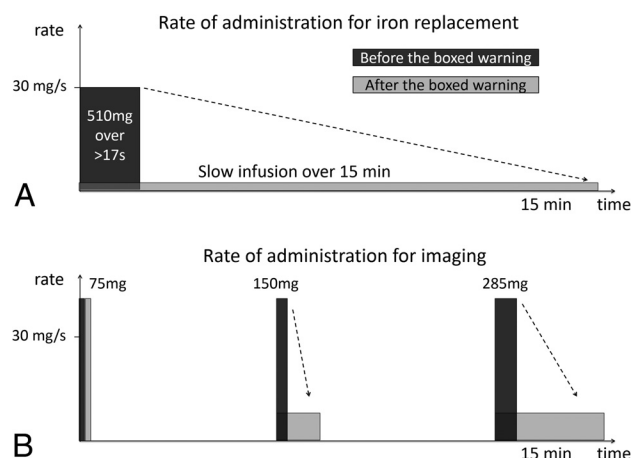 Rate of administration for iron replacement
rate
Before the boxed warning
After the boxed warning
30 mg/s
510mg
over
>17s
Slow infusion over 15 min
A
15 min time
Rate of administration for imaging
rate
75mg 150mg 285mg
30 mg/s
B
15 min time